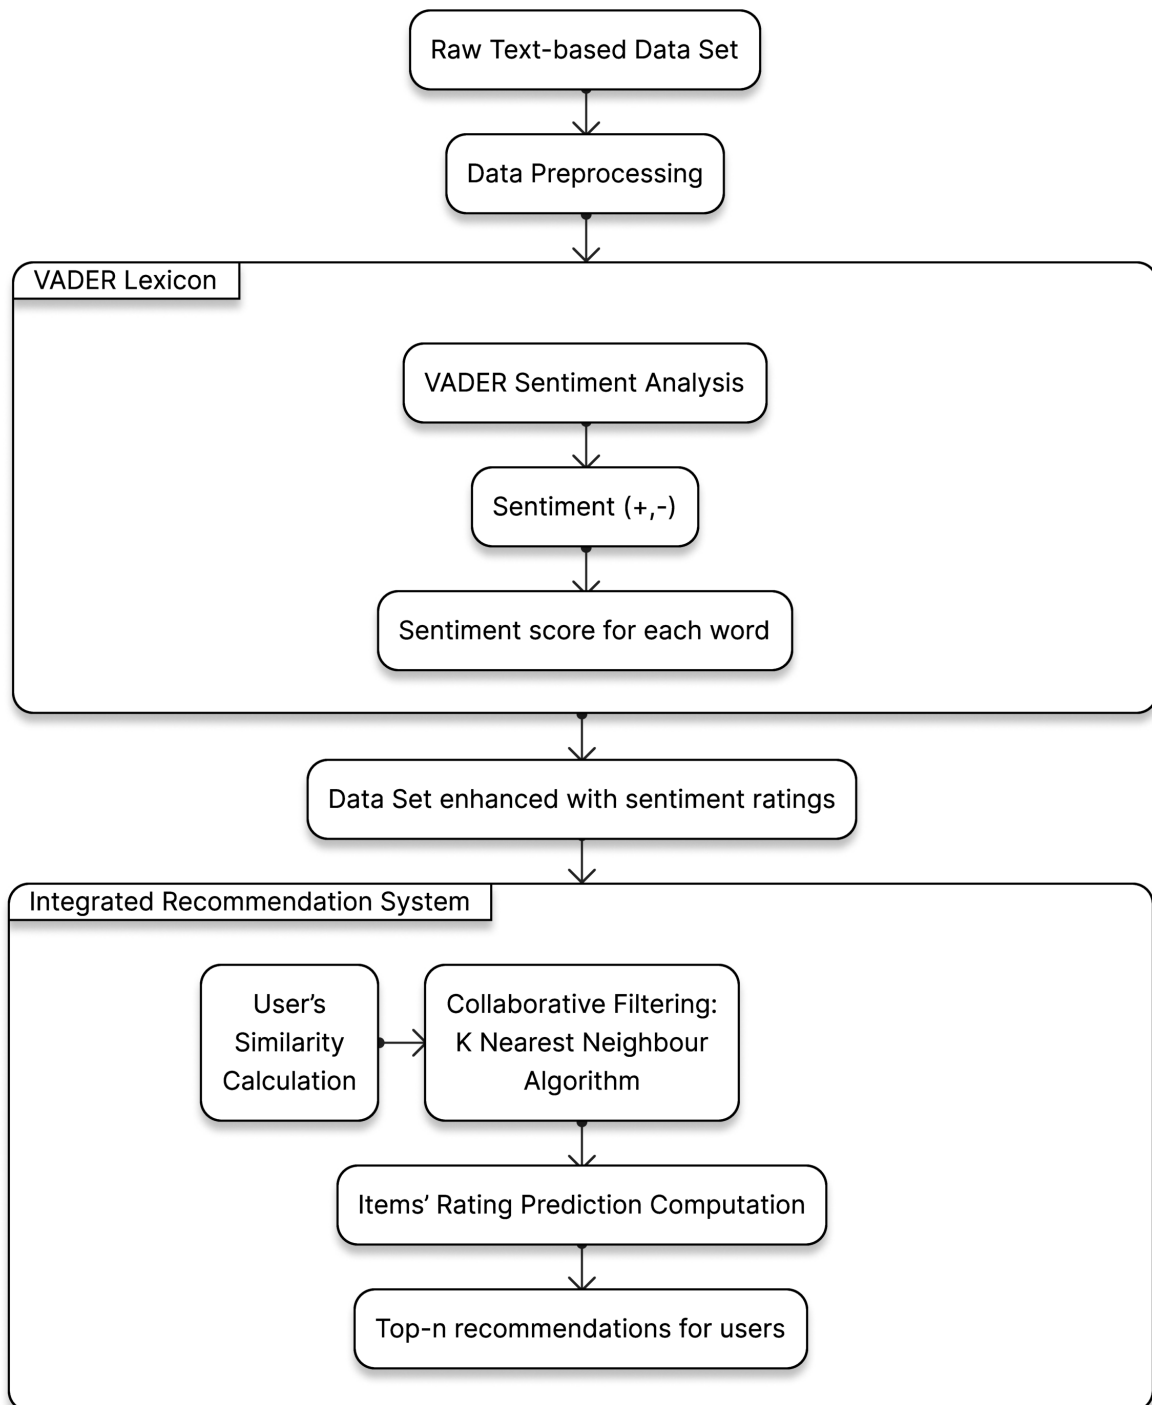 Raw Text-based Data Set
Data Preprocessing
VADER Lexicon
VADER Sentiment Analysis
Sentiment (+,-)
Sentiment score for each word
Data Set enhanced with sentiment ratings
Integrated Recommendation System
User’s
Similarity
Calculation
Collaborative Filtering:
K Nearest Neighbour
Algorithm
Items’ Rating Prediction Computation
Top-n recommendations for users